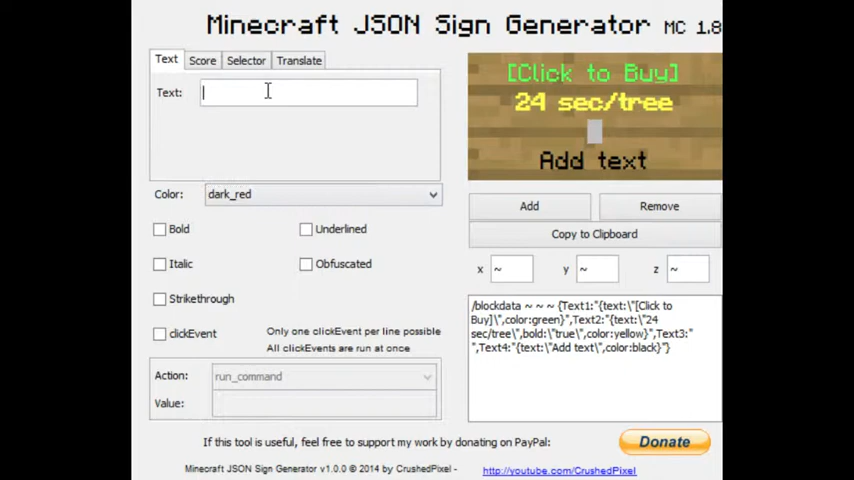 Minecraft JSON Sign Generator MC 1.8
Text Score Selector Translate
Text:
[Click to Buy]
24 sec/tree
Add text
Color: dark_red
Add Remove
Bold Underlined
Copy to Clipboard
Italic Obfuscated
x ~ y ~ z ~
Strikethrough
/blockdata ~ ~ ~ {Text1:"{text:\"[Click to
Buy]\",color:green}",Text2:"{text:\"24
sec/tree\",bold:\"true\",color:yellow}",Text3:"
",Text4:"{text:\"Add text\",color:black}"}
clickEvent
Only one clickEvent per line possible
All clickEvents are run at once
Action: run_command
Value:
If this tool is useful, feel free to support my work by donating on PayPal:
Donate
Minecraft JSON Sign Generator v1.0.0 © 2014 by CrushedPixel -
http://youtube.com/CrushedPixel